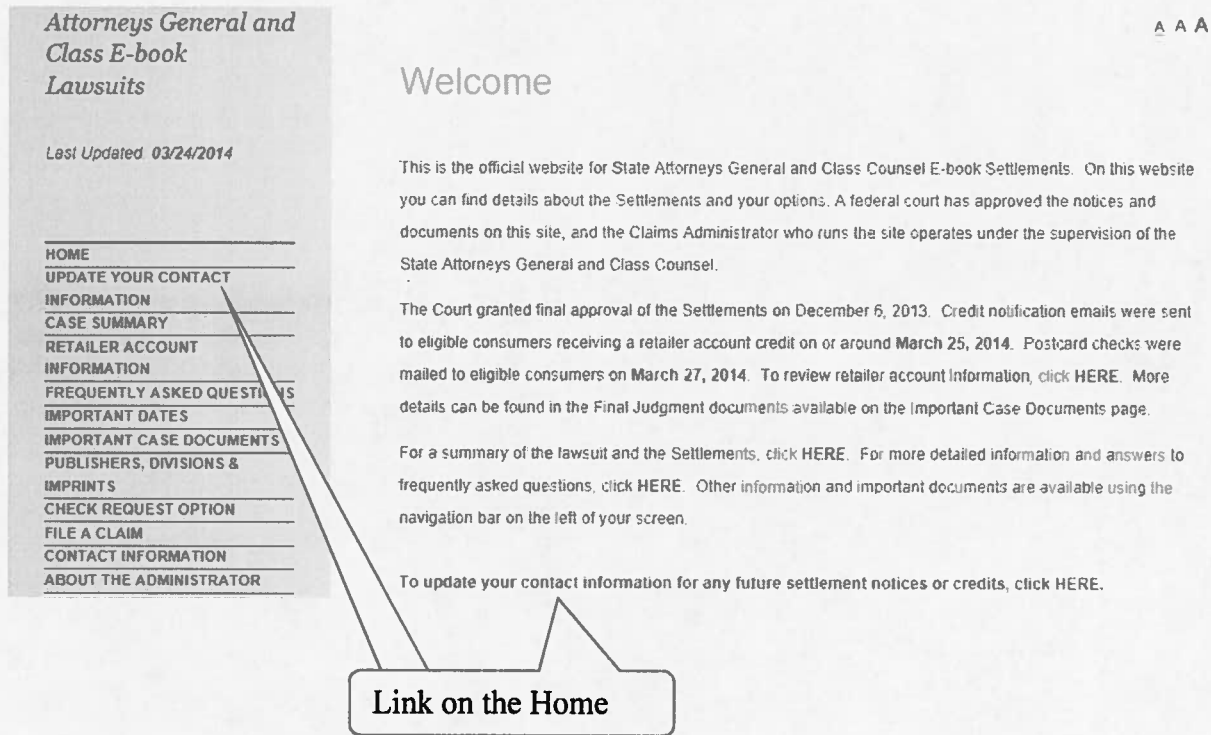 Attorneys General and
Class E-book
Lawsuits
Last Updated 03/24/2014
HOME
UPDATE YOUR CONTACT
INFORMATION
CASE SUMMARY
RETAILER ACCOUNT
INFORMATION
FREQUENTLY ASKED QUESTIONS
IMPORTANT DATES
IMPORTANT CASE DOCUMENTS
PUBLISHERS, DIVISIONS &
IMPRINTS
CHECK REQUEST OPTION
FILE A CLAIM
CONTACT INFORMATION
ABOUT THE ADMINISTRATOR
A A A
Welcome
This is the official website for State Attorneys General and Class Counsel E-book Settlements. On this website
you can find details about the Settlements and your options. A federal court has approved the notices and
documents on this site, and the Claims Administrator who runs the site operates under the supervision of the
State Attorneys General and Class Counsel.
The Court granted final approval of the Settlements on December 6, 2013. Credit notification emails were sent
to eligible consumers receiving a retailer account credit on or around March 25, 2014. Postcard checks were
mailed to eligible consumers on March 27, 2014. To review retailer account information, click HERE. More
details can be found in the Final Judgment documents available on the Important Case Documents page.
For a summary of the lawsuit and the Settlements, click HERE. For more detailed information and answers to
frequently asked questions, click HERE. Other information and important documents are available using the
navigation bar on the left of your screen.
To update your contact information for any future settlement notices or credits, click HERE.
Link on the Home